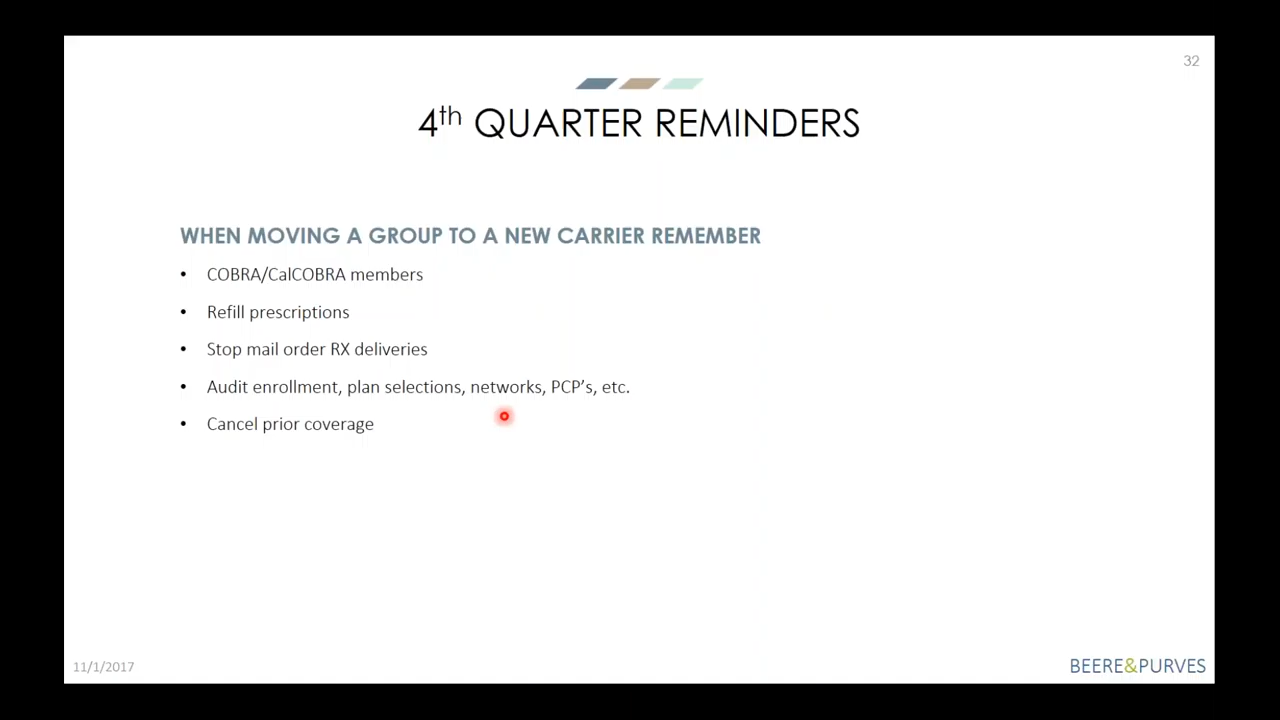 32
4th QUARTER REMINDERS
WHEN MOVING A GROUP TO A NEW CARRIER REMEMBER
• COBRA/CalCOBRA members
• Refill prescriptions
• Stop mail order RX deliveries
• Audit enrollment, plan selections, networks, PCP’s, etc.
• Cancel prior coverage
11/1/2017
BEERE&PURVES